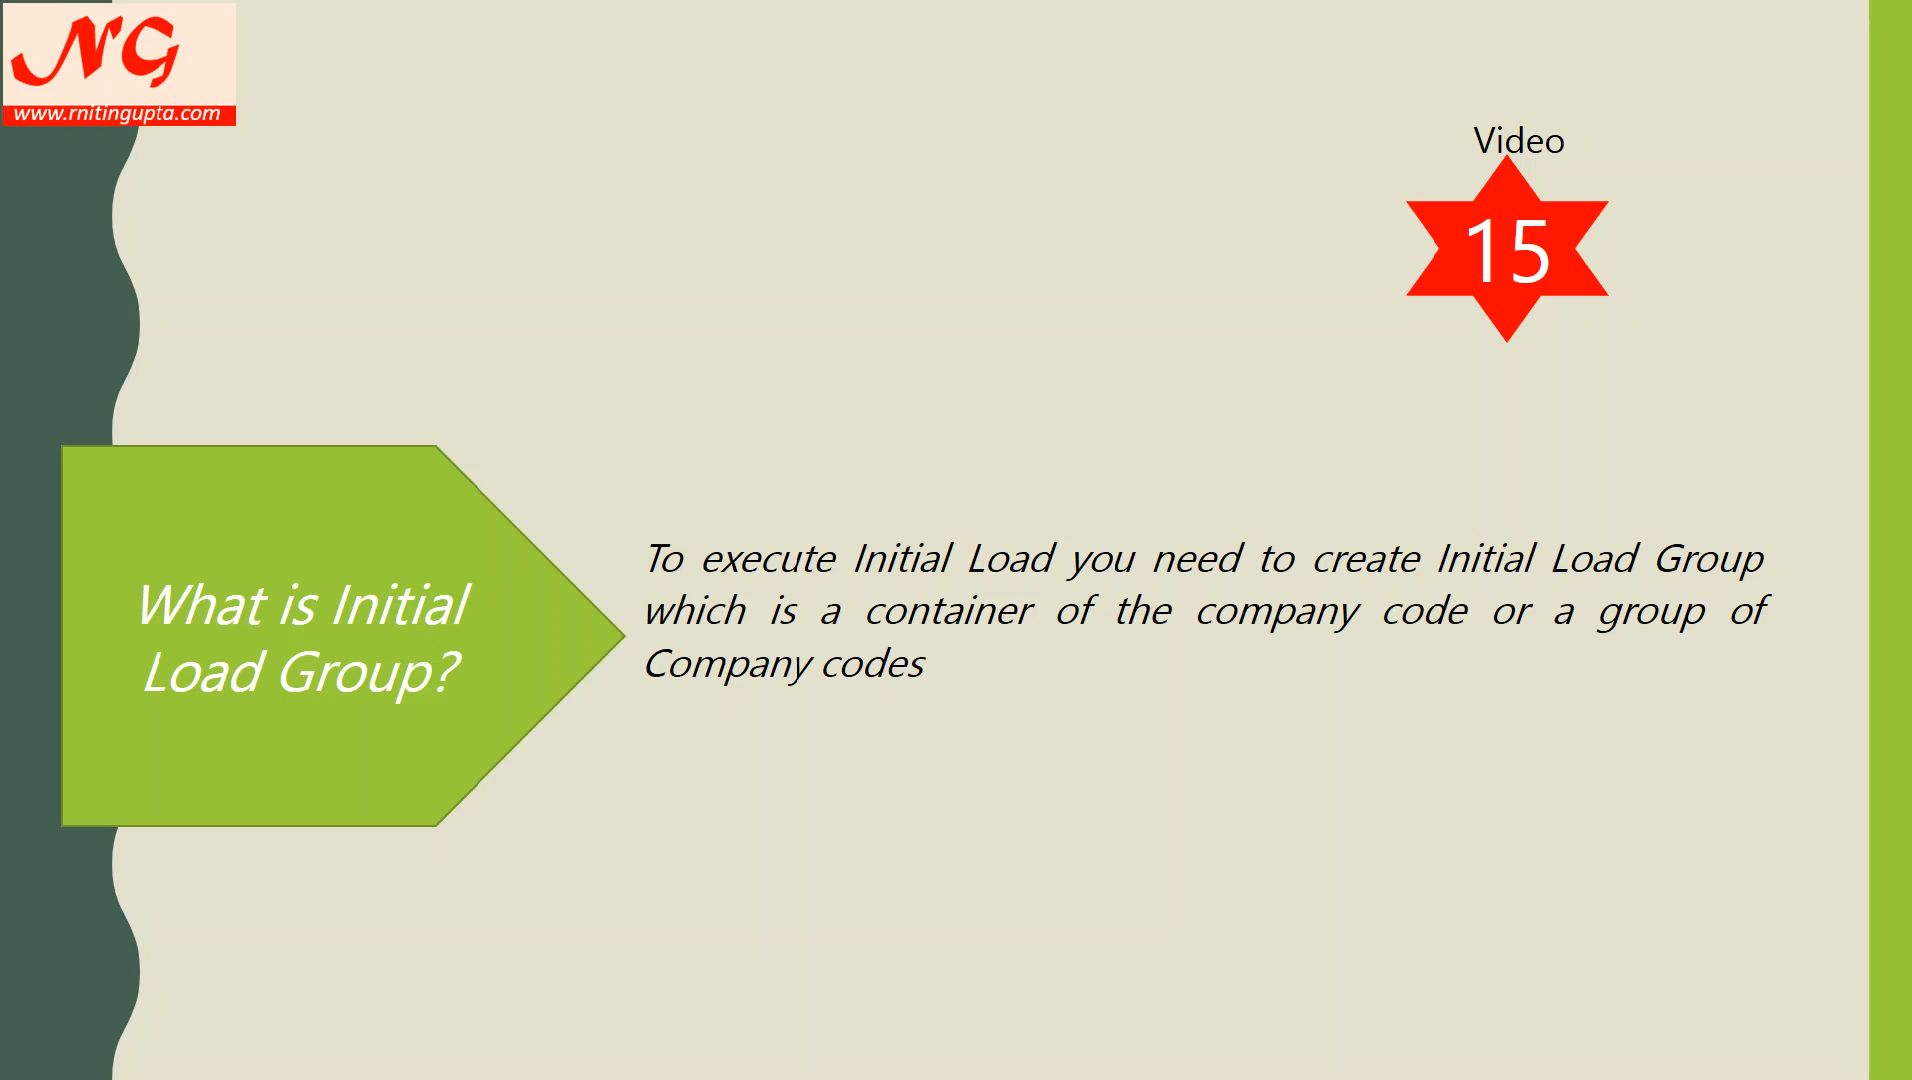 NG
www.rnitingupta.com
Video
15
What is Initial
Load Group?
To execute Initial Load you need to create Initial Load Group
which is a container of the company code or a group of
Company codes